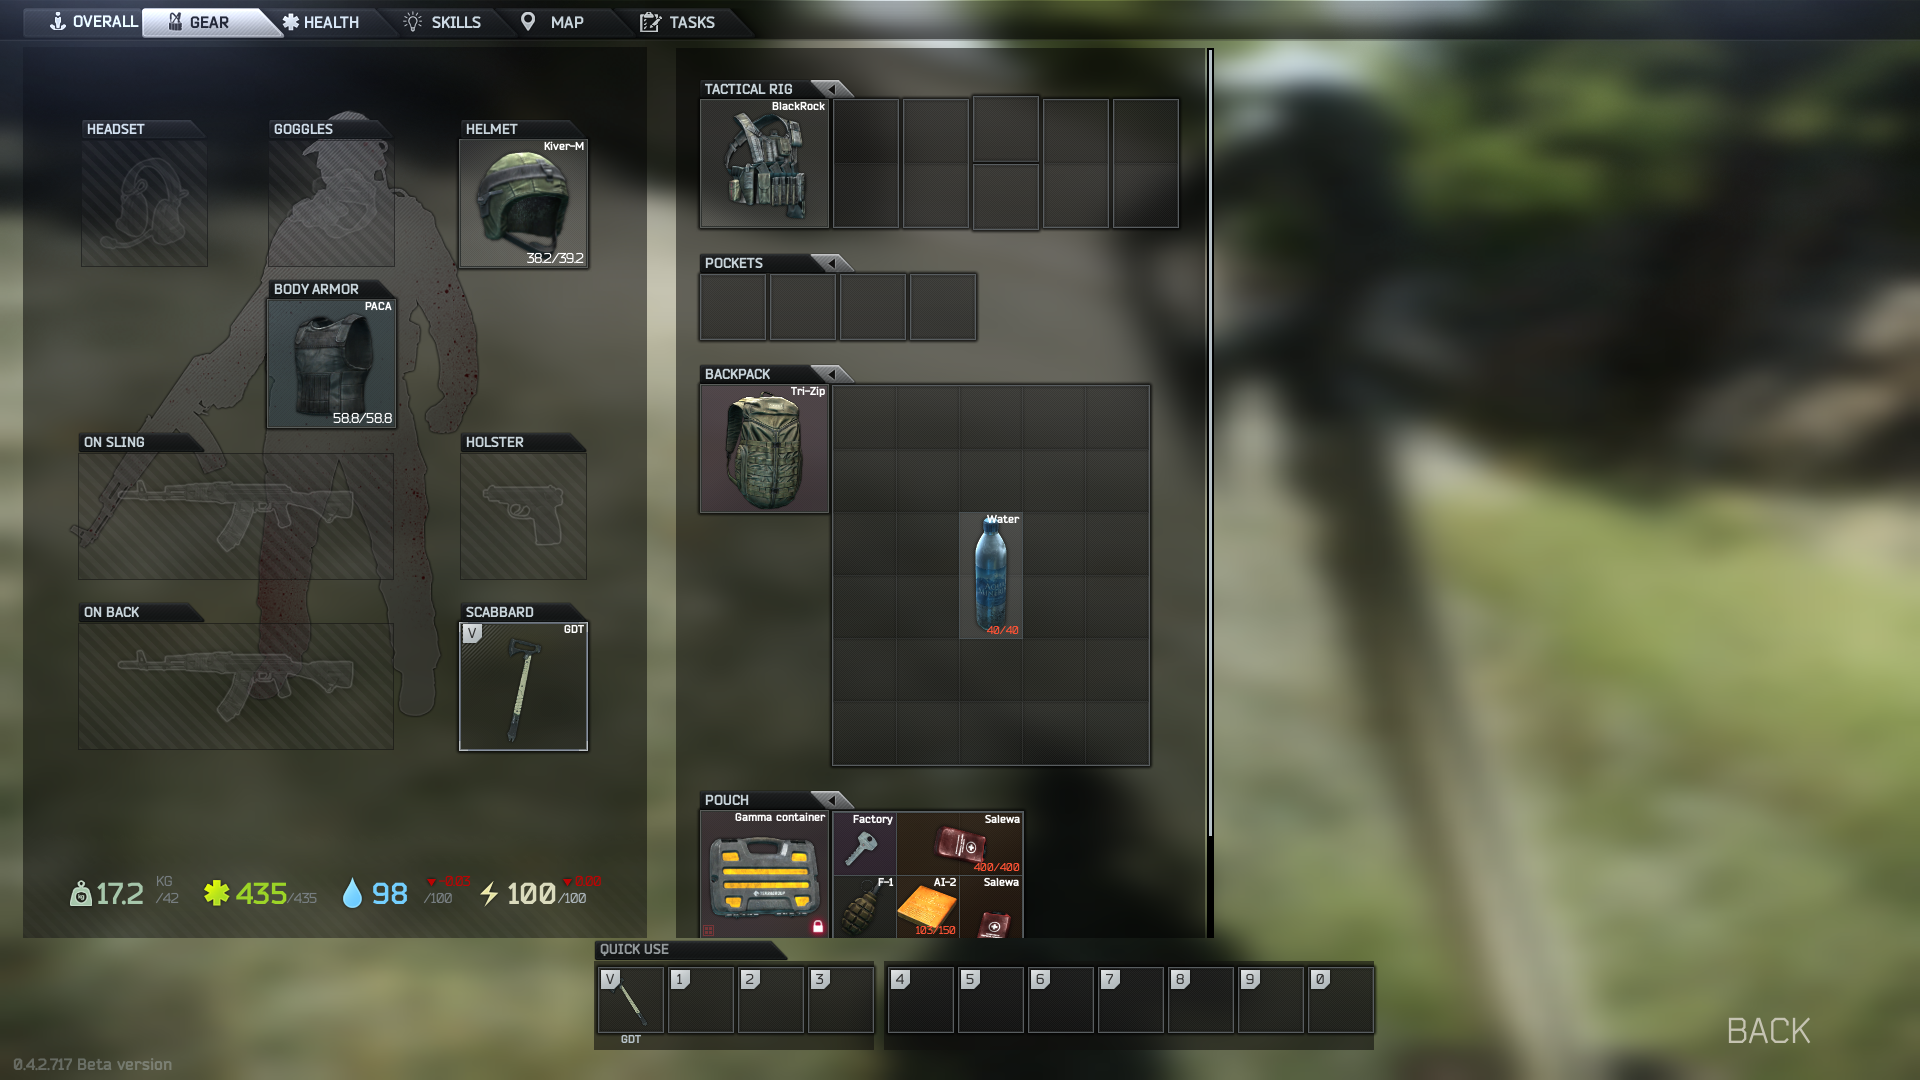 OVERALL
GEAR
HEALTH
SKILLS
MAP
TASKS
HEADSET
GOGGLES
HELMET
Kiver-M
38.2/39.2
BODY ARMOR
PACA
58.8/58.8
ON SLING
HOLSTER
ON BACK
SCABBARD
V
GDT
17.2
KG
/42
435/435
98
-0.03
/100
100
0.00
/100
TACTICAL RIG
BlackRock
POCKETS
BACKPACK
Tri-Zip
Water
40/40
POUCH
Gamma container
Factory
Salewa
400/400
F-1
AI-2
103/150
Salewa
QUICK USE
V
1
2
3
4
5
6
7
8
9
0
GDT
BACK
0.4.2.717 Beta version